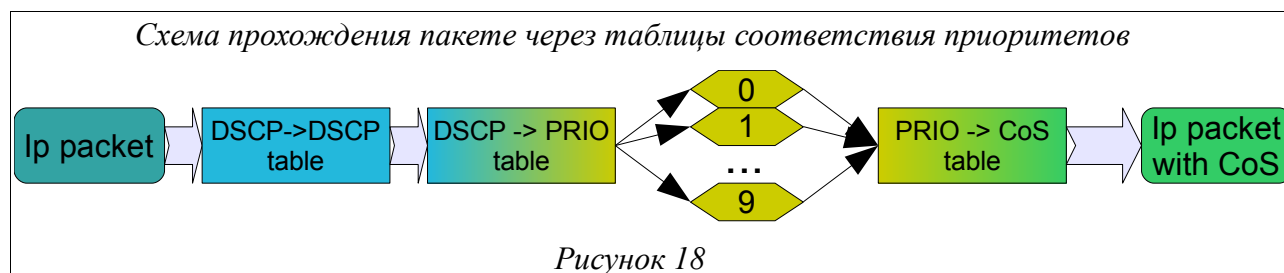 Схема прохождения пакете через таблицы соответствия приоритетов
Ip packet
DSCP->DSCP
table
DSCP -> PRIO
table
0
1
...
9
PRIO -> CoS
table
Ip packet
with CoS
Рисунок 18